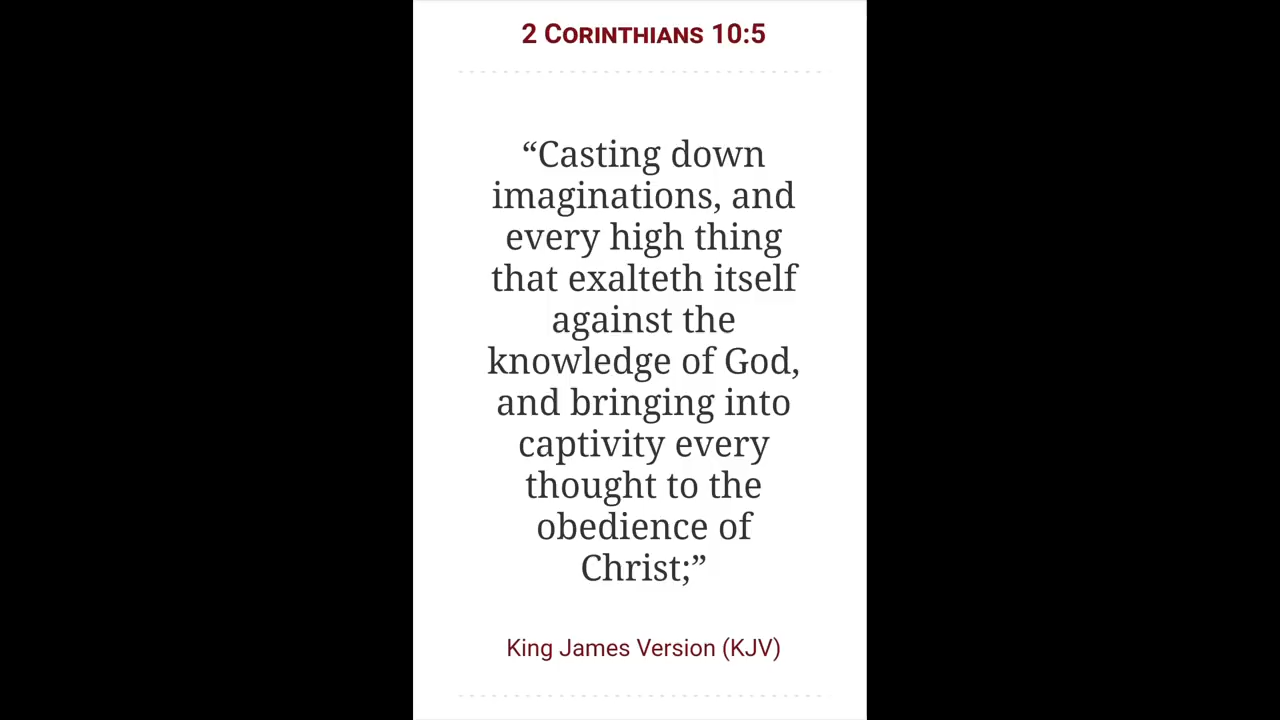 2 Corinthians 10:5
“Casting down
imaginations, and
every high thing
that exalteth itself
against the
knowledge of God,
and bringing into
captivity every
thought to the
obedience of
Christ;”
King James Version (KJV)